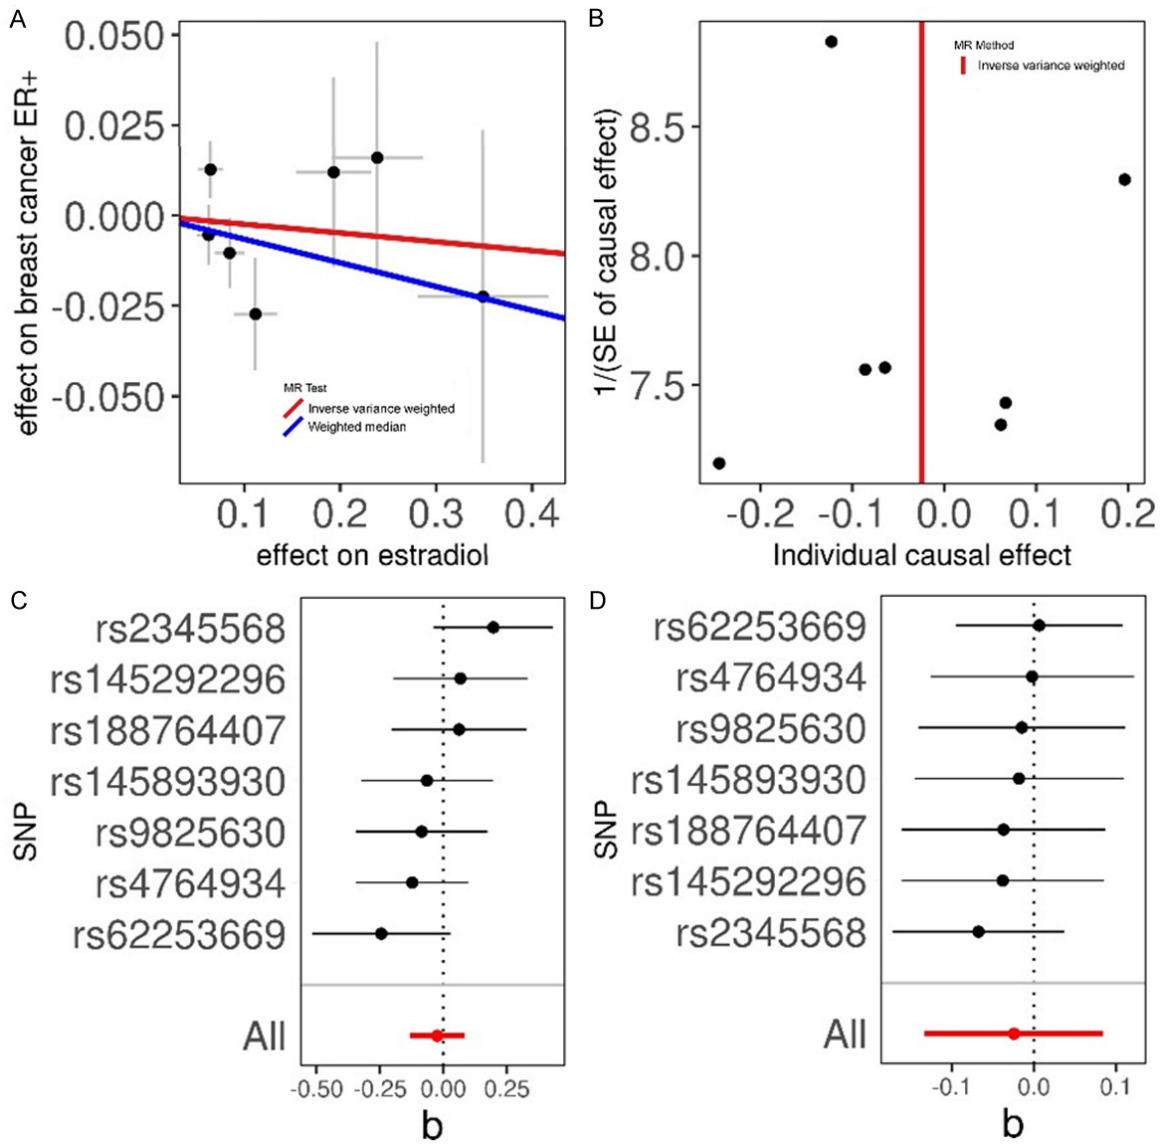 A
effect on breast cancer ER+
0.050
0.025
0.000
-0.025
-0.050
MR Test
Inverse variance weighted
Weighted median
0.1 0.2 0.3 0.4
effect on estradiol
B
1/(SE of causal effect)
8.5
8.0
7.5
MR Method
Inverse variance weighted
-0.2 -0.1 0.0 0.1 0.2
Individual causal effect
C
SNP
rs2345568
rs145292296
rs188764407
rs145893930
rs9825630
rs4764934
rs62253669
All
-0.50 -0.25 0.00 0.25
b
D
SNP
rs62253669
rs4764934
rs9825630
rs145893930
rs188764407
rs145292296
rs2345568
All
-0.1 0.0 0.1
b